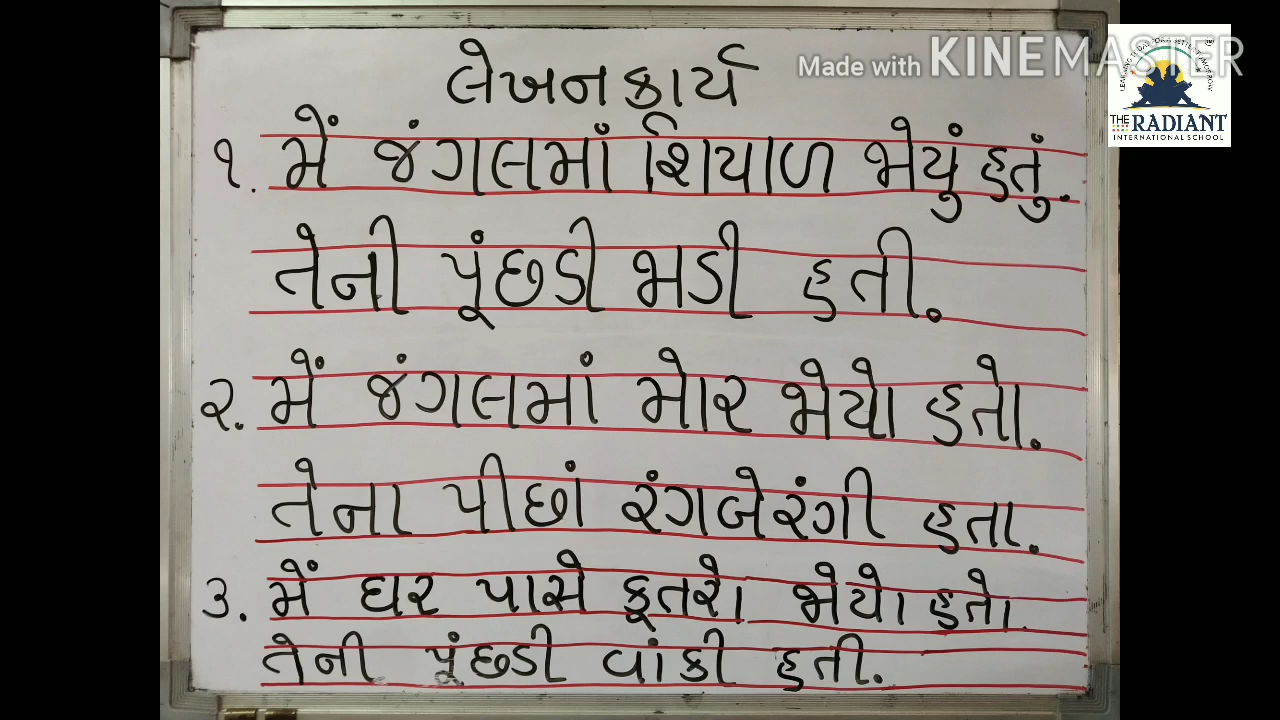 લેખનકાર્ય
Made with KINEMASTER
THE RADIANT
INTERNATIONAL SCHOOL
૧. મેં જંગલમાં શિયાળ જોયું હતું.
તેની પૂંછડી જાડી હતી.
૨. મેં જંગલમાં મોર જોયો હતો.
તેના પીછાં રંગબેરંગી હતા.
૩. મેં ઘર પાસે કૂતરો જોયો હતો.
તેની પૂંછડી વાંકી હતી.